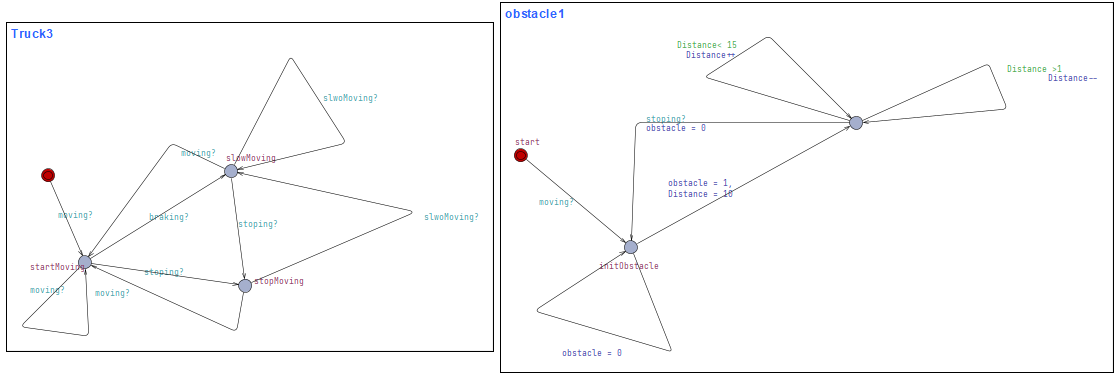 Truck3
slwoMoving?
moving?
slowMoving
moving?
braking?
stoping?
slwoMoving?
startMoving
stoping?
stopMoving
moving?
moving?
obstacle1
Distance< 15
Distance++
Distance >1
Distance--
stoping?
obstacle = 0
start
obstacle = 1,
Distance = 10
moving?
initObstacle
obstacle = 0